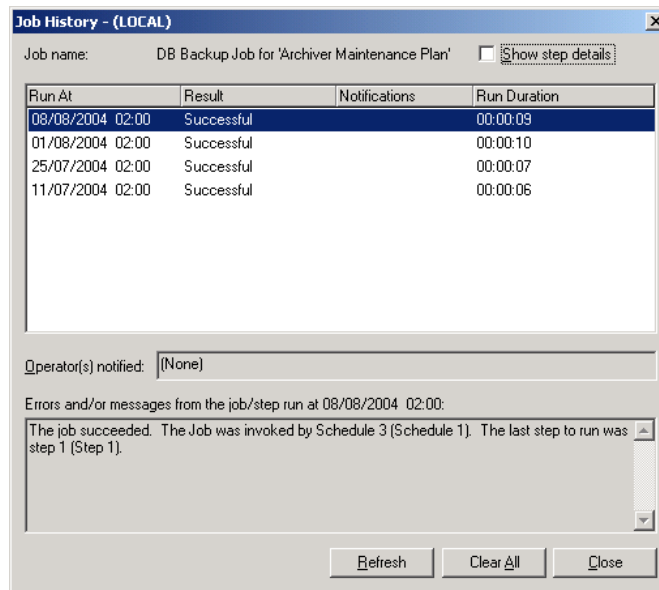 Job History - (LOCAL)
Job name: DB Backup Job for 'Archiver Maintenance Plan' Show step details
Run At Result Notifications Run Duration
08/08/2004 02:00 Successful 00:00:09
01/08/2004 02:00 Successful 00:00:10
25/07/2004 02:00 Successful 00:00:07
11/07/2004 02:00 Successful 00:00:06
Operator(s) notified: (None)
Errors and/or messages from the job/step run at 08/08/2004 02:00:
The job succeeded. The Job was invoked by Schedule 3 (Schedule 1). The last step to run was
step 1 (Step 1).
Refresh Clear All Close